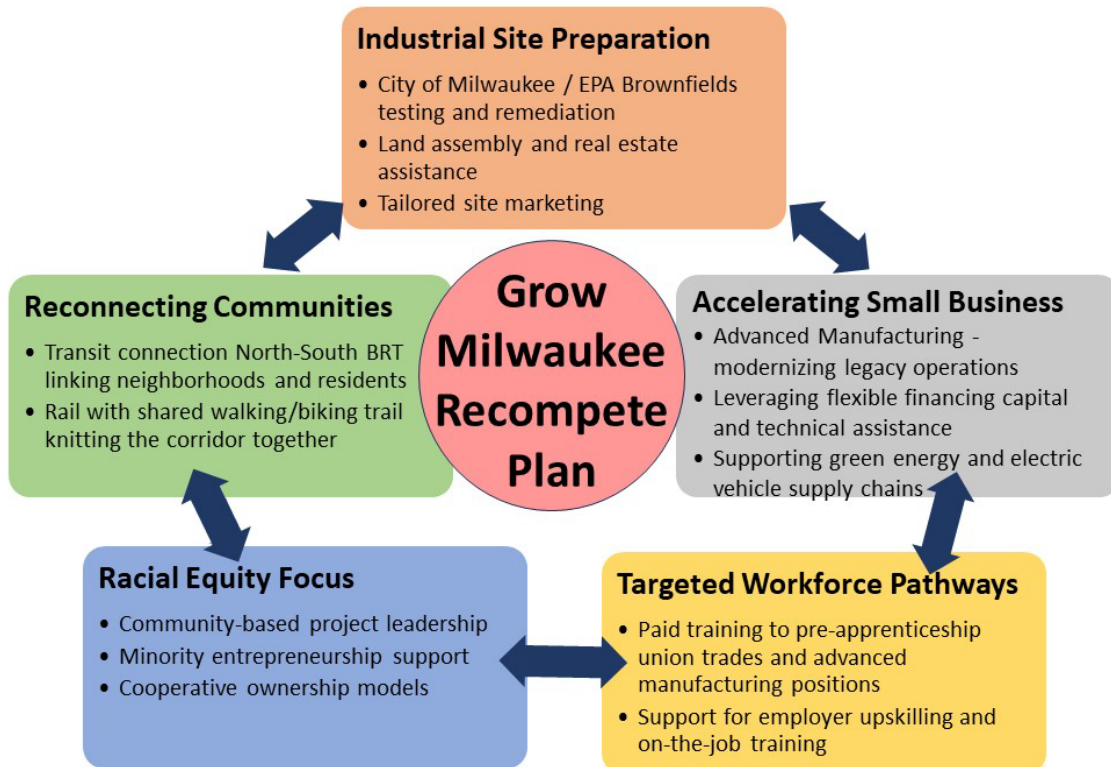 Industrial Site Preparation
• City of Milwaukee / EPA Brownfields
testing and remediation
• Land assembly and real estate
assistance
• Tailored site marketing
Reconnecting Communities
• Transit connection North-South BRT
linking neighborhoods and residents
• Rail with shared walking/biking trail
knitting the corridor together
Grow
Milwaukee
Recompete
Plan
Accelerating Small Business
• Advanced Manufacturing -
modernizing legacy operations
• Leveraging flexible financing capital
and technical assistance
• Supporting green energy and electric
vehicle supply chains
Racial Equity Focus
• Community-based project leadership
• Minority entrepreneurship support
• Cooperative ownership models
Targeted Workforce Pathways
• Paid training to pre-apprenticeship
union trades and advanced
manufacturing positions
• Support for employer upskilling and
on-the-job training